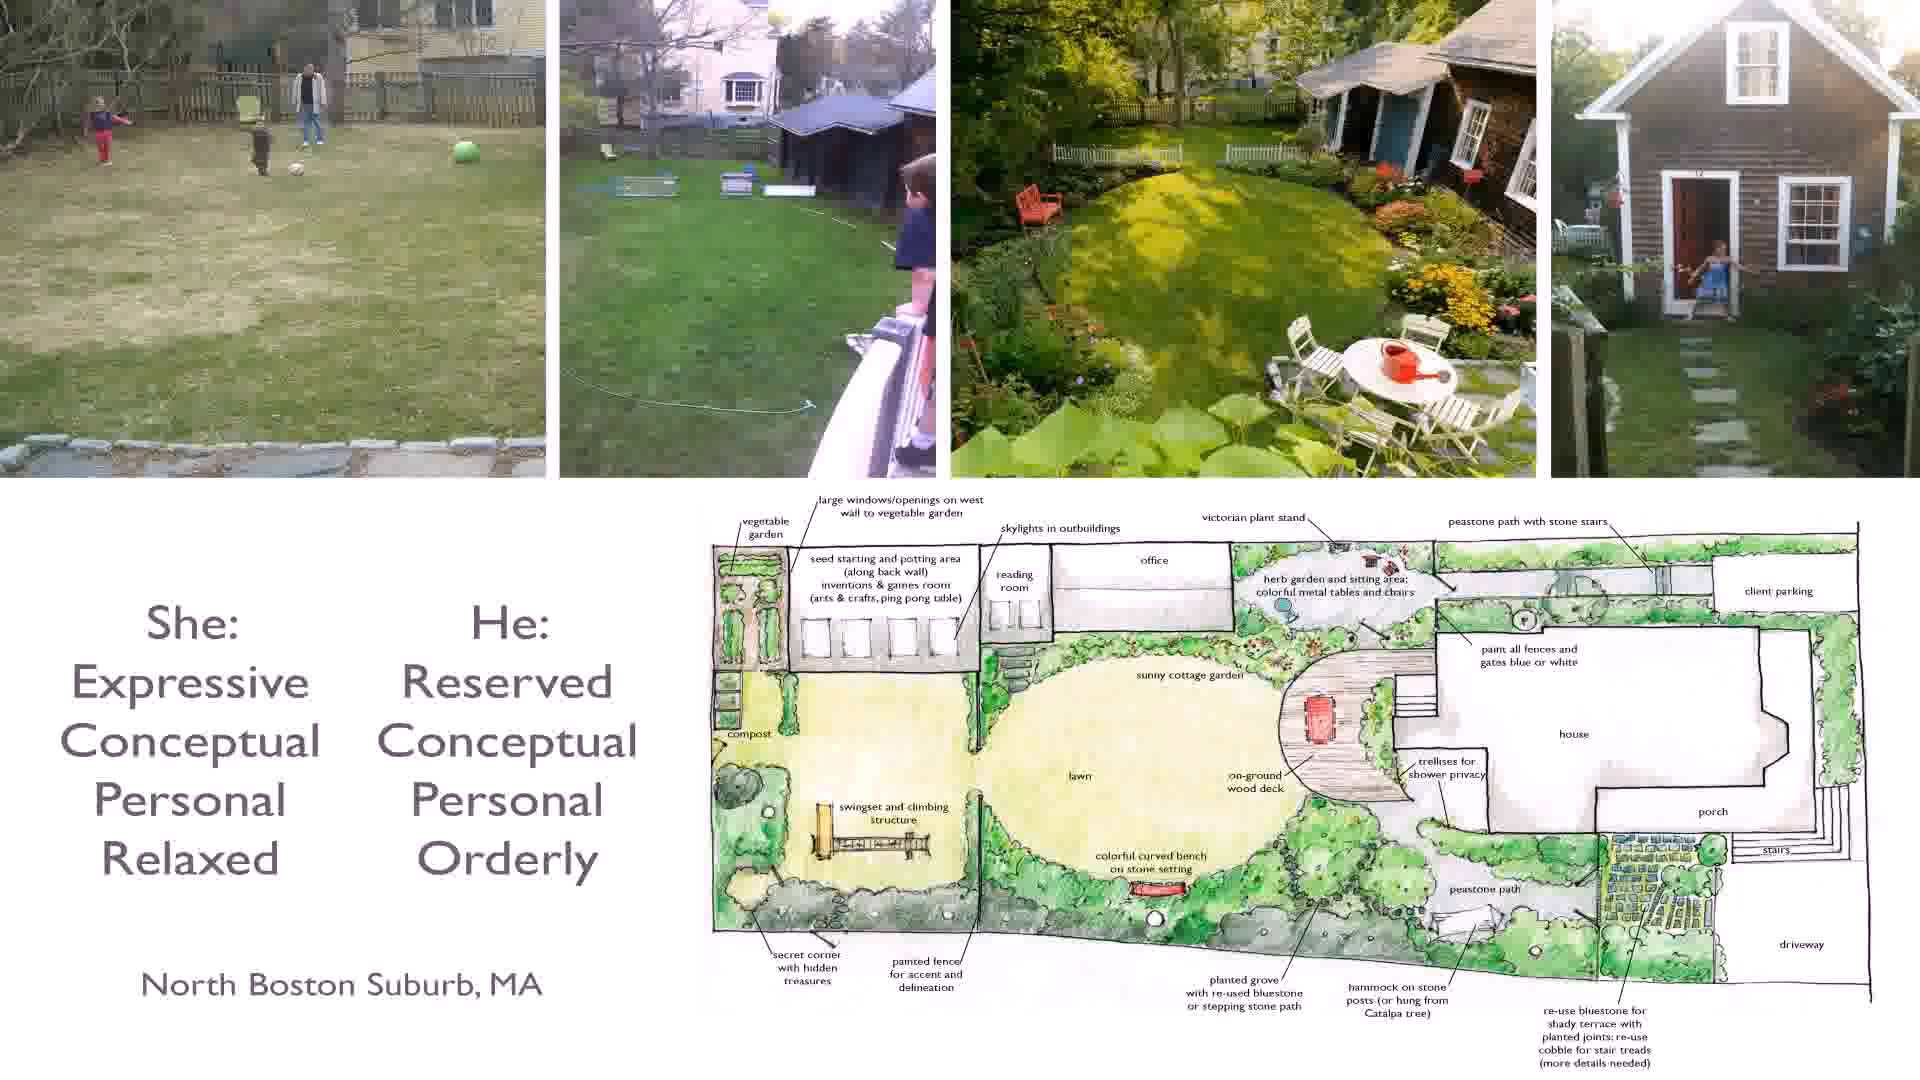 She:
Expressive
Conceptual
Personal
Relaxed
He:
Reserved
Conceptual
Personal
Orderly
North Boston Suburb, MA
large windows/openings on west
wall to vegetable garden
vegetable
garden
skylights in outbuildings
victorian plant stand
peastone path with stone stairs
seed starting and potting area
(along back wall)
inventions & games room
(arts & crafts, ping pong table)
reading
room
office
herb garden and sitting area;
colorful metal tables and chairs
client parking
paint all fences and
gates blue or white
sunny cottage garden
compost
house
lawn
on-ground
wood deck
trellises for
shower privacy
swingset and climbing
structure
porch
colorful curved bench
on stone setting
stairs
peastone path
driveway
secret corner
with hidden
treasures
painted fence
for accent and
delineation
planted grove
with re-used bluestone
or stepping stone path
hammock on stone
posts (or hung from
Catalpa tree)
re-use bluestone for
shady terrace with
planted joints; re-use
cobble for stair treads
(more details needed)